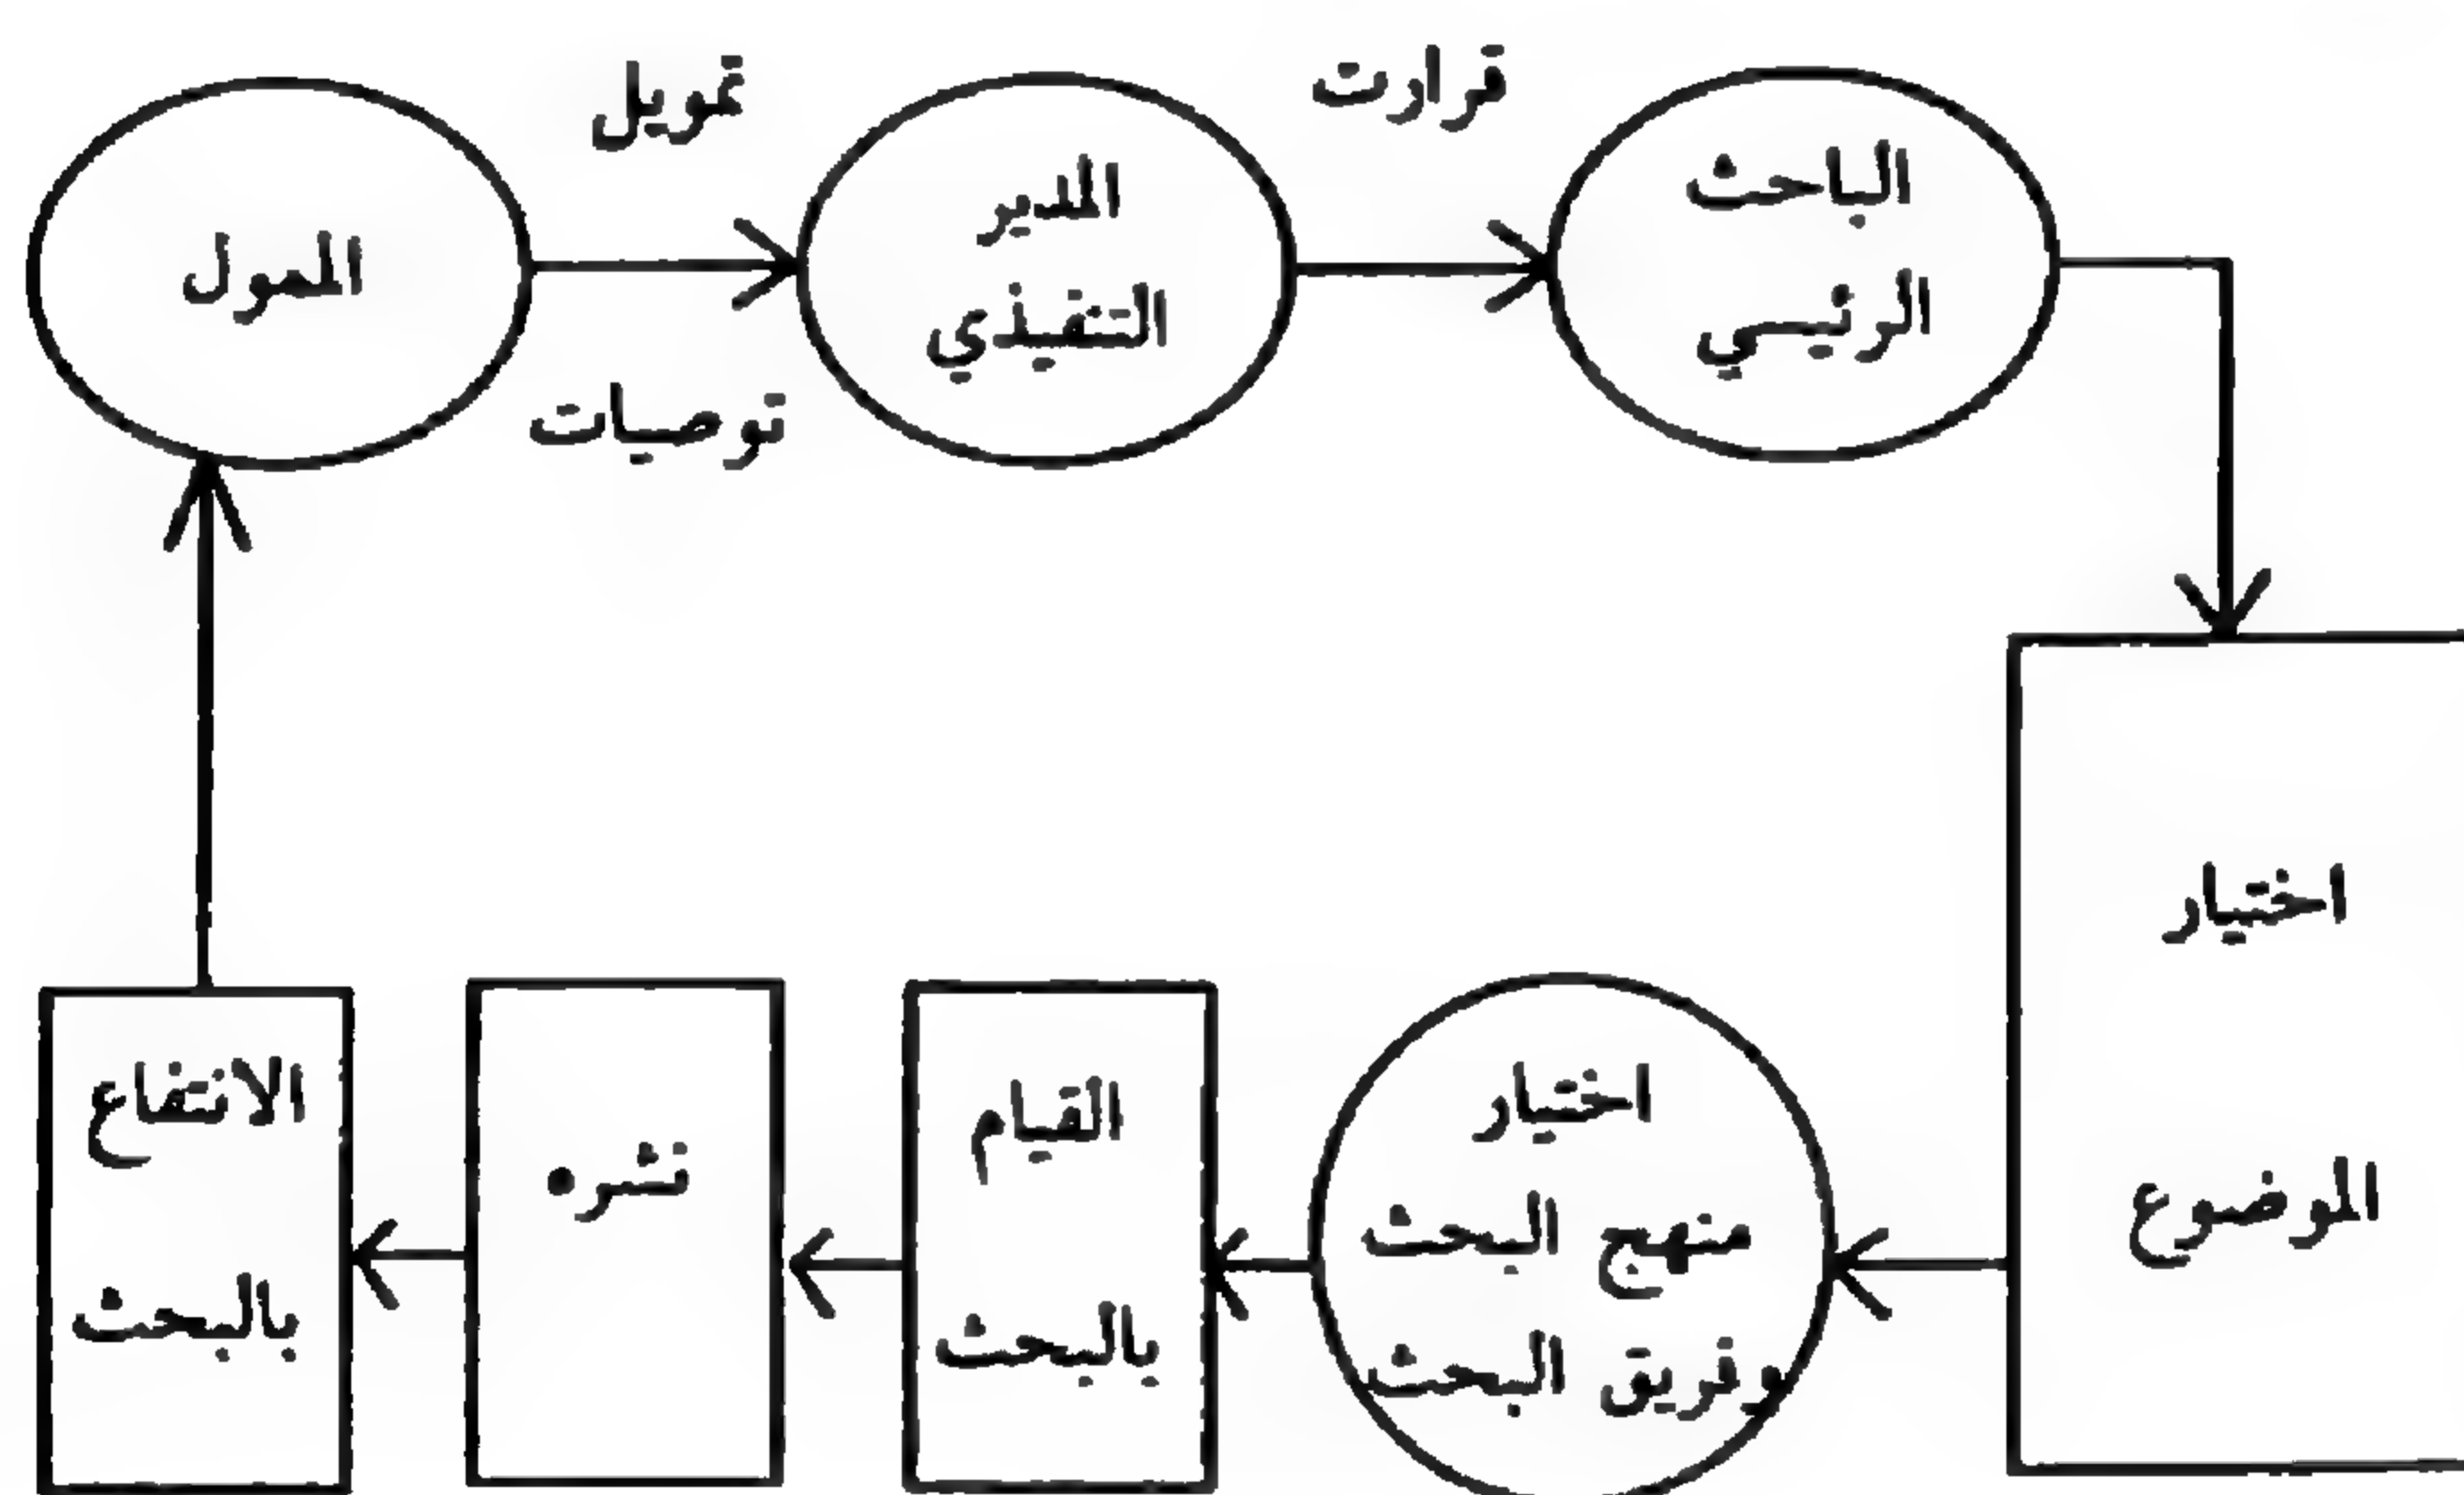 تمويل
قرارت
الممول
توصيات
المدير
التنفيذي
الباحث
الرئيسي
اختيار
الموضوع
اختيار
منهج البحث
وفريق البحث
القيام
بالبحث
نشره
الانتفاع
بالبحث